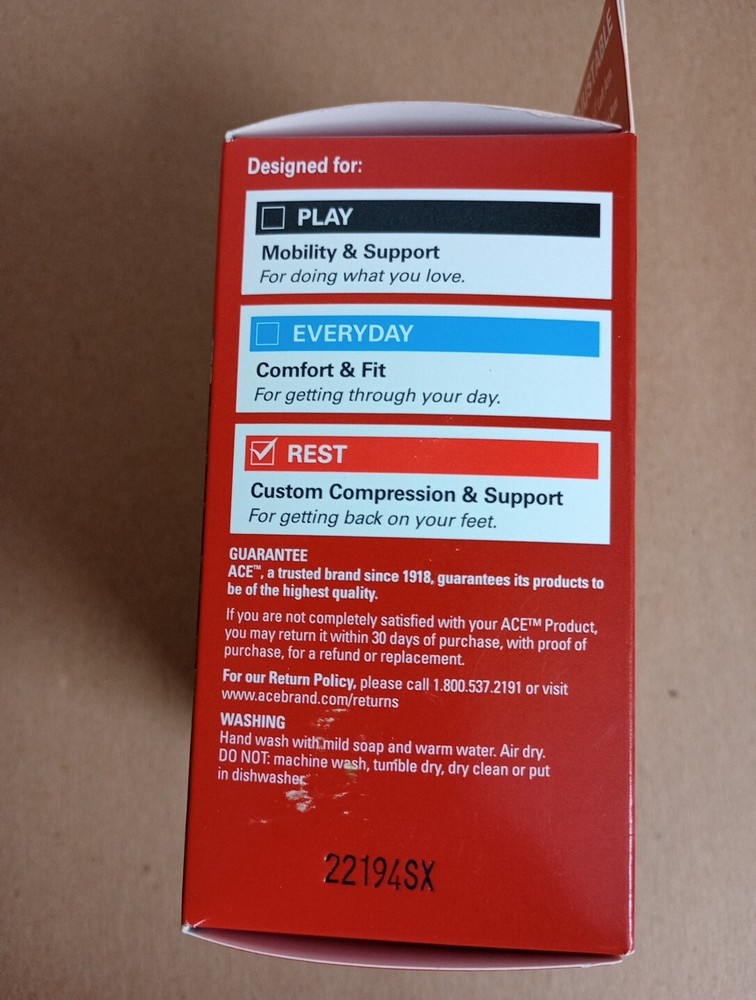 Designed for:
PLAY
Mobility & Support
For doing what you love.
EVERYDAY
Comfort & Fit
For getting through your day.
REST
Custom Compression & Support
For getting back on your feet.
GUARANTEE
ACE™, a trusted brand since 1918, guarantees its products to
be of the highest quality.
If you are not completely satisfied with your ACE™ Product,
you may return it within 30 days of purchase, with proof of
purchase, for a refund or replacement.
For our Return Policy, please call 1.800.537.2191 or visit
www.acebrand.com/returns
WASHING
Hand wash with mild soap and warm water. Air dry.
DO NOT: machine wash, tumble dry, dry clean or put
in dishwasher.
22194SX